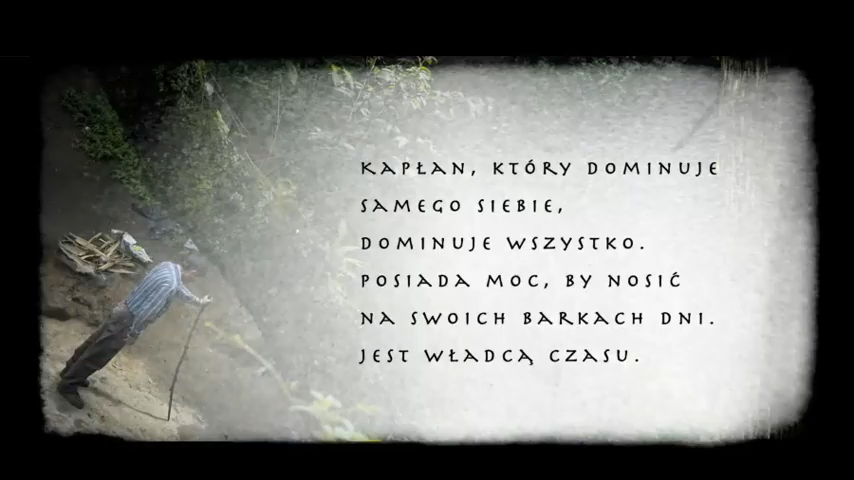 KAPŁAN, KTÓRY DOMINUJE
SAMEGO SIEBIE,
DOMINUJE WSZYSTKO.
POSIADA MOC, BY NOSIĆ
NA SWOICH BARKACH DNI.
JEST WŁADCĄ CZASU.